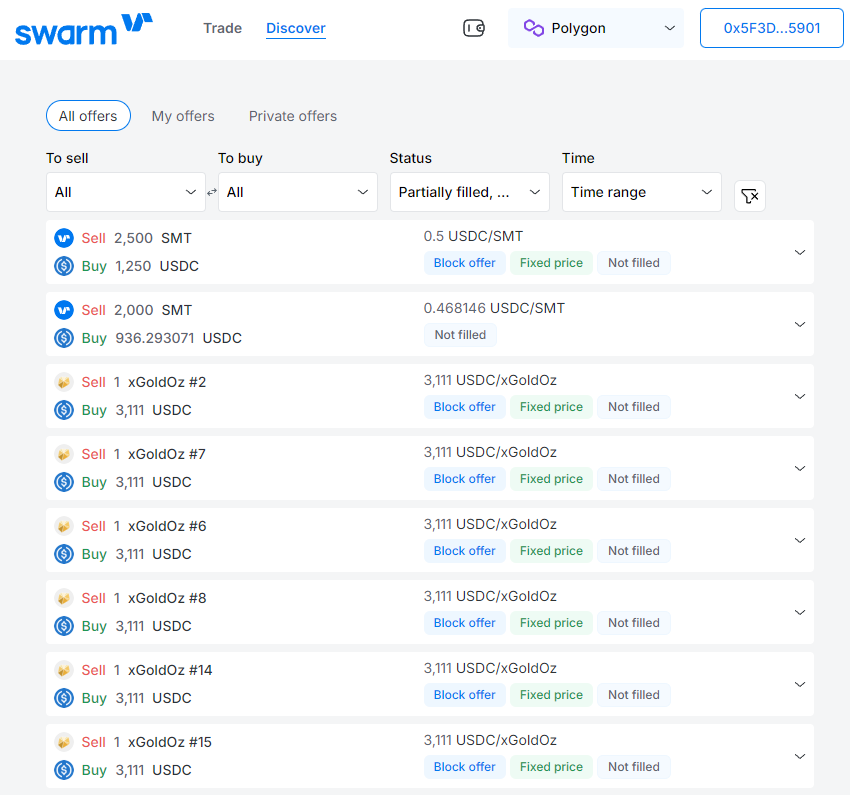 swarm Trade Discover Polygon 0x5F3D...5901
All offers My offers Private offers
To sell To buy Status Time
All All Partially filled, ... Time range
Sell 2,500 SMT 0.5 USDC/SMT
Buy 1,250 USDC Block offer Fixed price Not filled
Sell 2,000 SMT 0.468146 USDC/SMT
Buy 936.293071 USDC Not filled
Sell 1 xGoldOz #2 3,111 USDC/xGoldOz
Buy 3,111 USDC Block offer Fixed price Not filled
Sell 1 xGoldOz #7 3,111 USDC/xGoldOz
Buy 3,111 USDC Block offer Fixed price Not filled
Sell 1 xGoldOz #6 3,111 USDC/xGoldOz
Buy 3,111 USDC Block offer Fixed price Not filled
Sell 1 xGoldOz #8 3,111 USDC/xGoldOz
Buy 3,111 USDC Block offer Fixed price Not filled
Sell 1 xGoldOz #14 3,111 USDC/xGoldOz
Buy 3,111 USDC Block offer Fixed price Not filled
Sell 1 xGoldOz #15 3,111 USDC/xGoldOz
Buy 3,111 USDC Block offer Fixed price Not filled